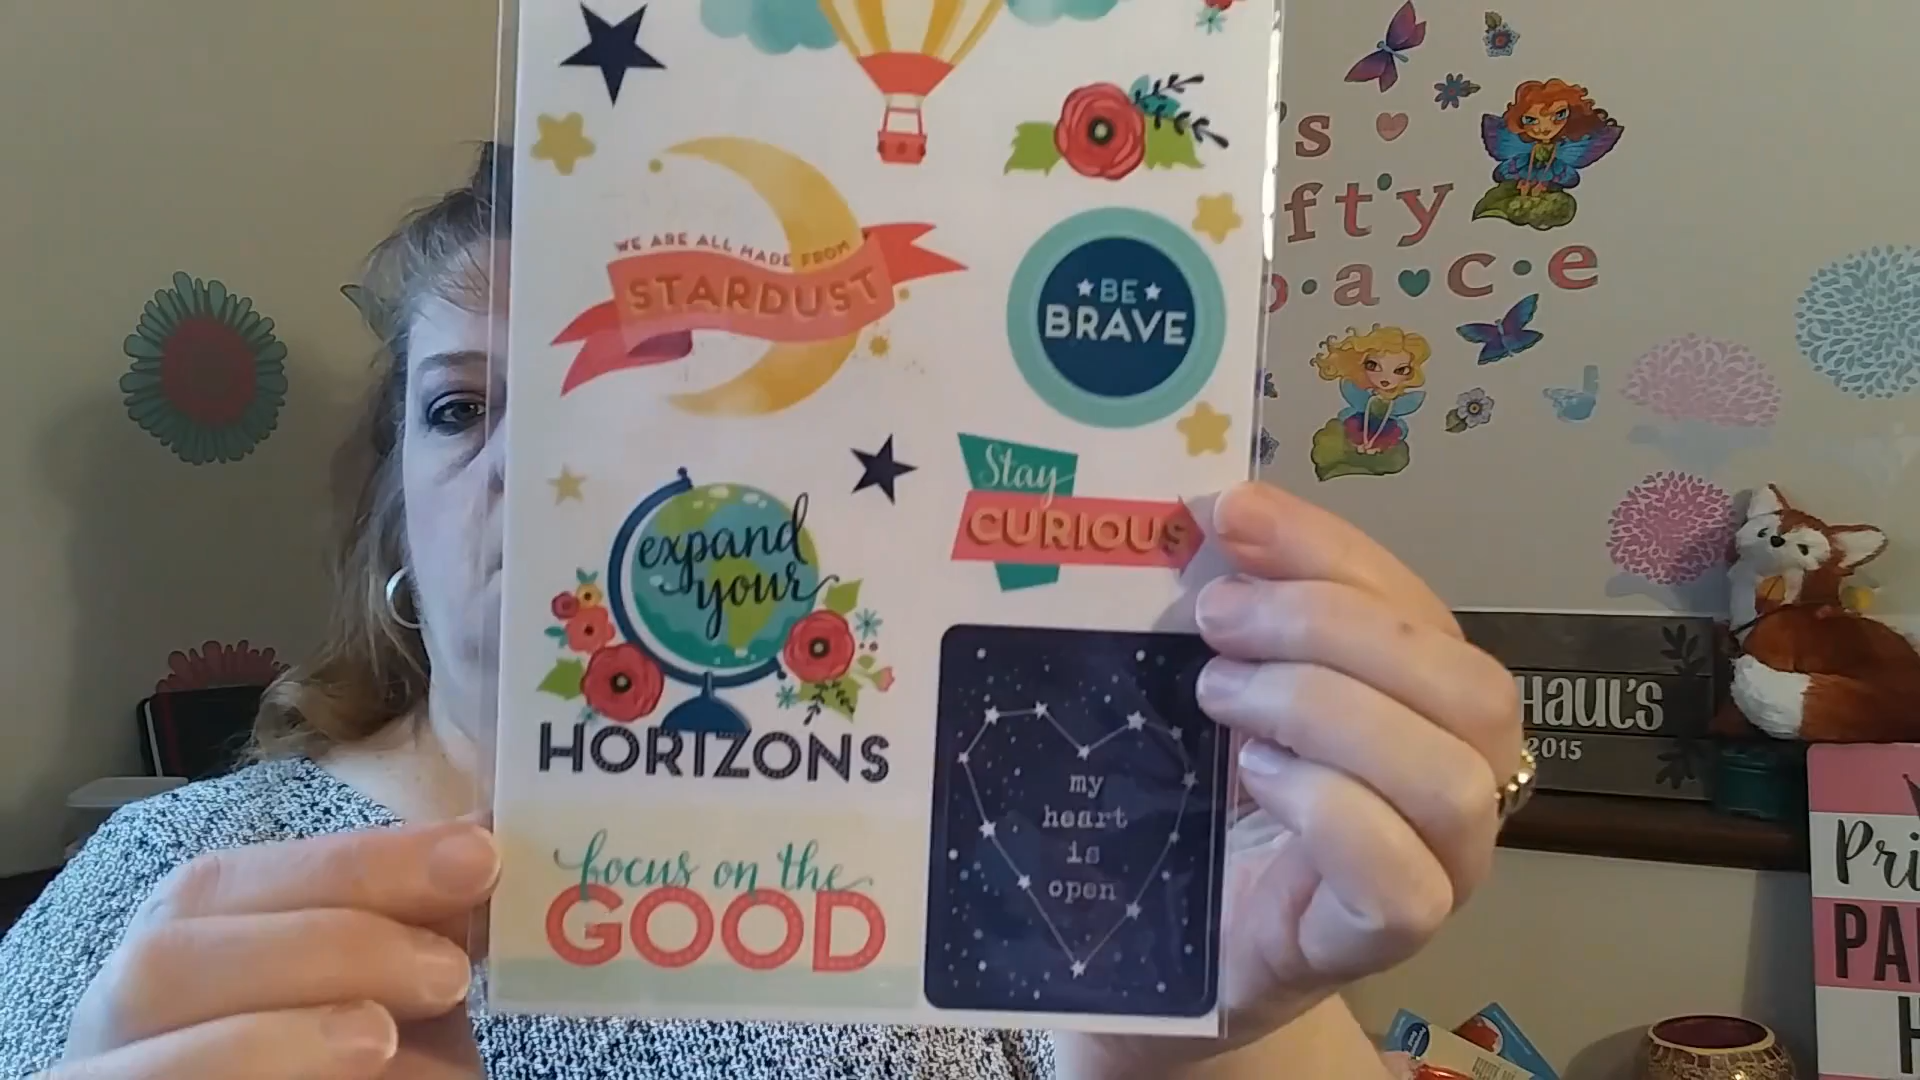 WE ARE ALL MADE FROM
STARDUST
BE
BRAVE
Stay
CURIOUS
expand
your
HORIZONS
my
heart
is
open
focus on the
GOOD
's
fty
a•c•e
HAUL'S
2015
Pri
PA
H